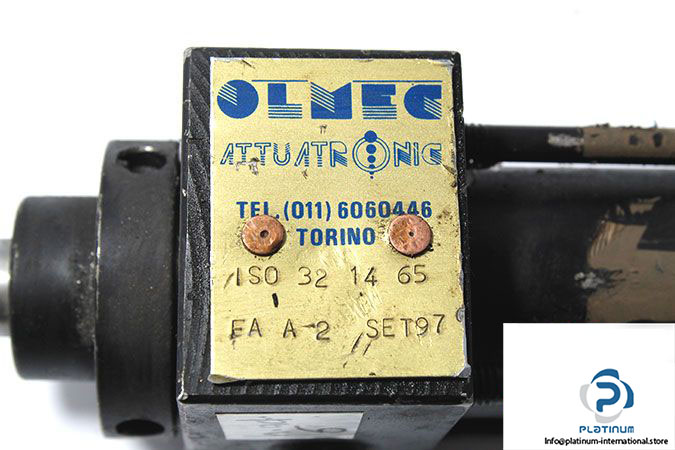 OLMEC
ATTUATRONIC
TEL. (011) 6060446
TORINO
ISO 32 14 65
EA A-2 SET97
PLATINUM
Info@platinum-international.store